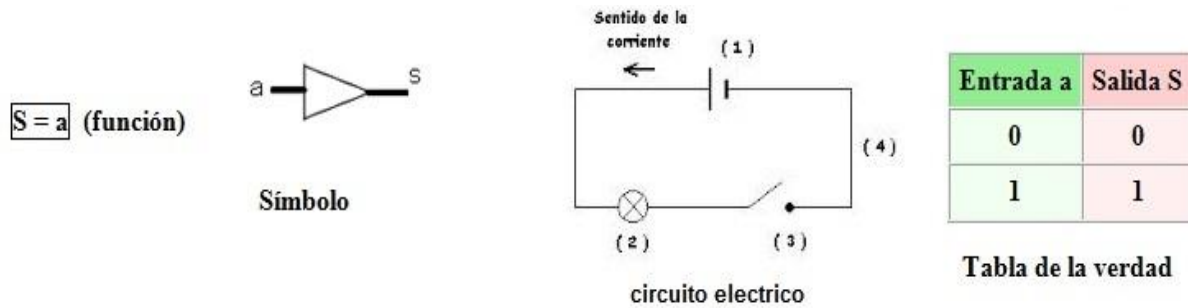 S = a (función)
a
S
Símbolo
Sentido de la
corriente
(1)
(2)
(3)
(4)
circuito electrico
Entrada a Salida S
0 0
1 1
Tabla de la verdad